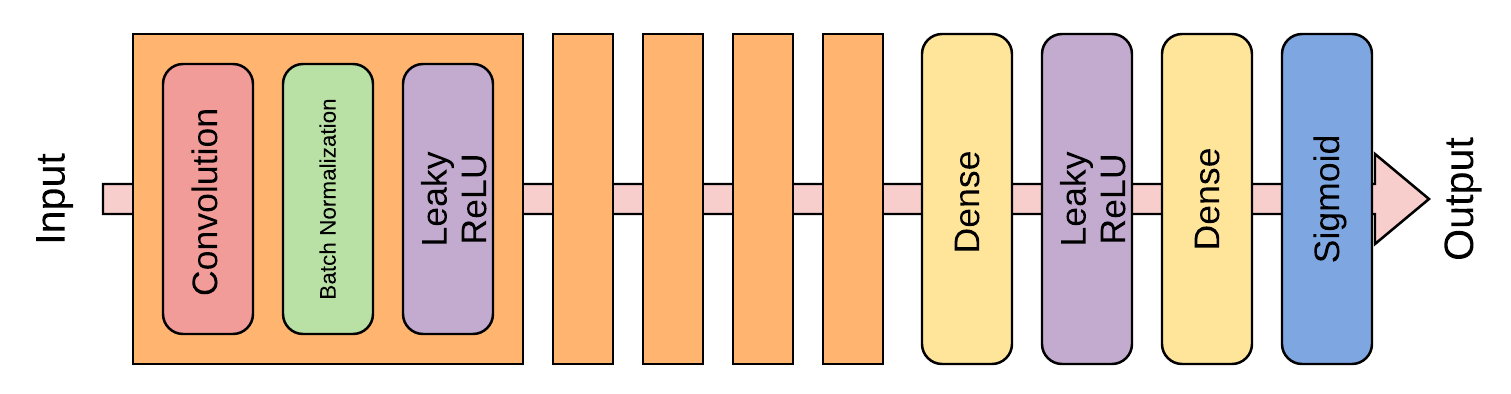 Input
Convolution
Batch Normalization
Leaky
ReLU
Dense
Leaky
ReLU
Dense
Sigmoid
Output